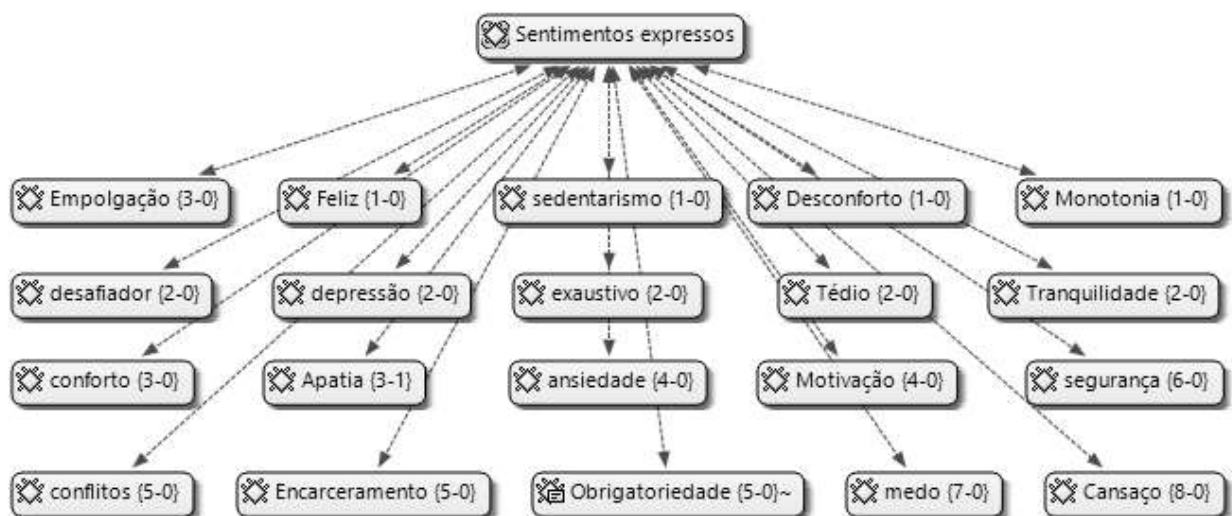 Sentimentos expressos
Empolgação {3-0}
Feliz {1-0}
sedentarismo {1-0}
Desconforto {1-0}
Monotonia {1-0}
desafiador {2-0}
depressão {2-0}
exaustivo {2-0}
Tédio {2-0}
Tranquilidade {2-0}
conforto {3-0}
Apatia {3-1}
ansiedade {4-0}
Motivação {4-0}
segurança {6-0}
conflitos {5-0}
Encarceramento {5-0}
Obrigatoriedade {5-0}~
medo {7-0}
Cansaço {8-0}